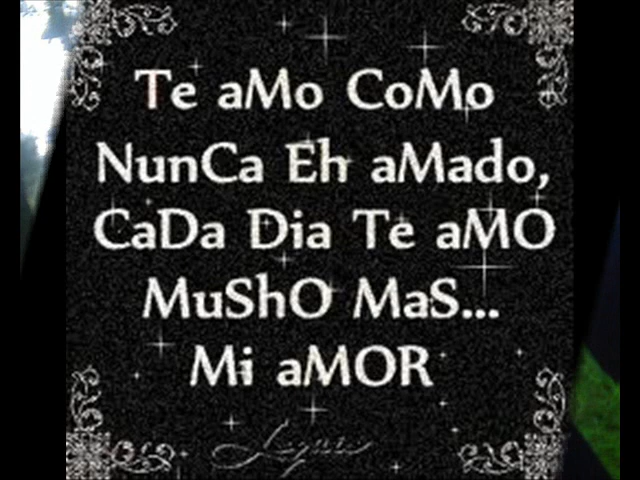 Te aMo CoMo
NunCa Eh aMado,
CaDa Dia Te aMO
MuShO MaS...
Mi aMOR